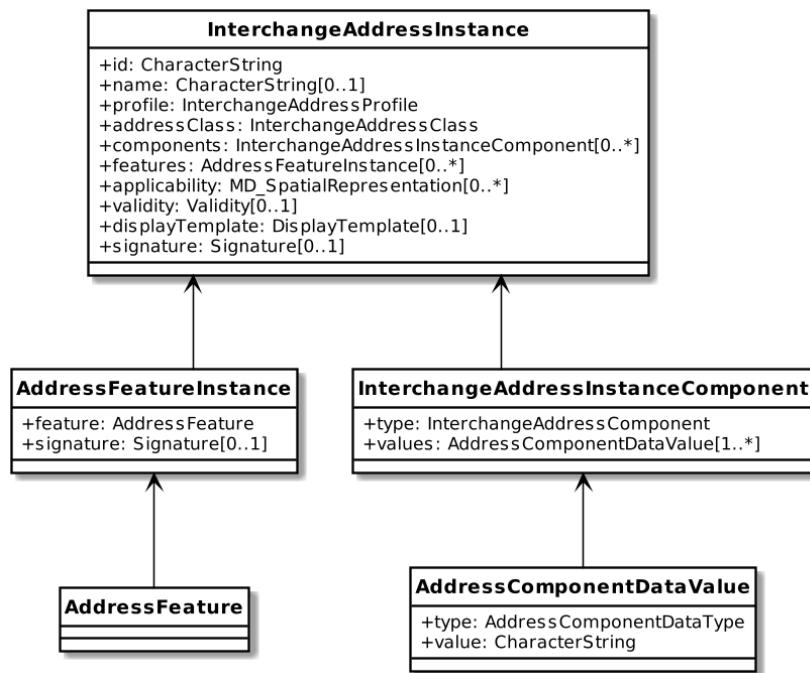 InterchangeAddressInstance
+id: CharacterString
+name: CharacterString[0..1]
+profile: InterchangeAddressProfile
+addressClass: InterchangeAddressClass
+components: InterchangeAddressInstanceComponent[0..*]
+features: AddressFeatureInstance[0..*]
+applicability: MD_SpatialRepresentation[0..*]
+validity: Validity[0..1]
+displayTemplate: DisplayTemplate[0..1]
+signature: Signature[0..1]
AddressFeatureInstance
+feature: AddressFeature
+signature: Signature[0..1]
InterchangeAddressInstanceComponent
+type: InterchangeAddressComponent
+values: AddressComponentDataValue[1..*]
AddressFeature
AddressComponentDataValue
+type: AddressComponentDataType
+value: CharacterString